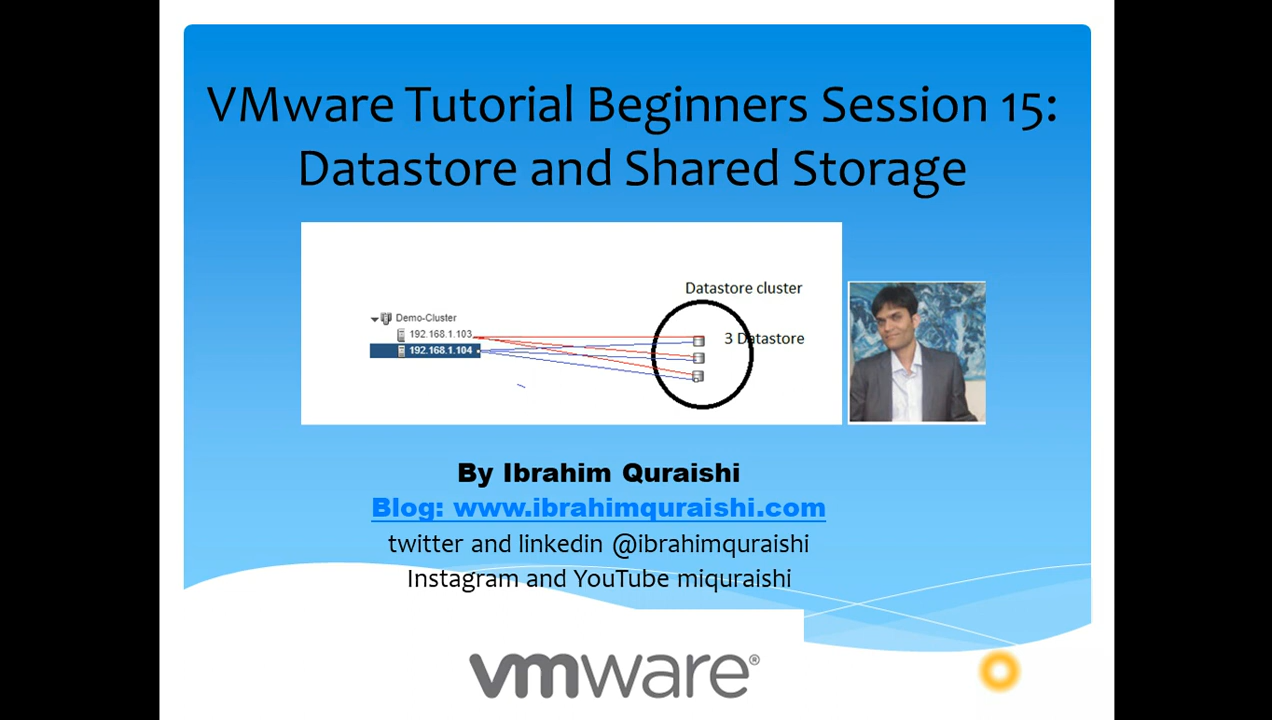 VMware Tutorial Beginners Session 15:
Datastore and Shared Storage
Datastore cluster
Demo-Cluster
192.168.1.103
3 Datastore
192.168.1.104
By Ibrahim Quraishi
Blog: www.ibrahimquraishi.com
twitter and linkedin @ibrahimquraishi
Instagram and YouTube miquraishi
vmware®